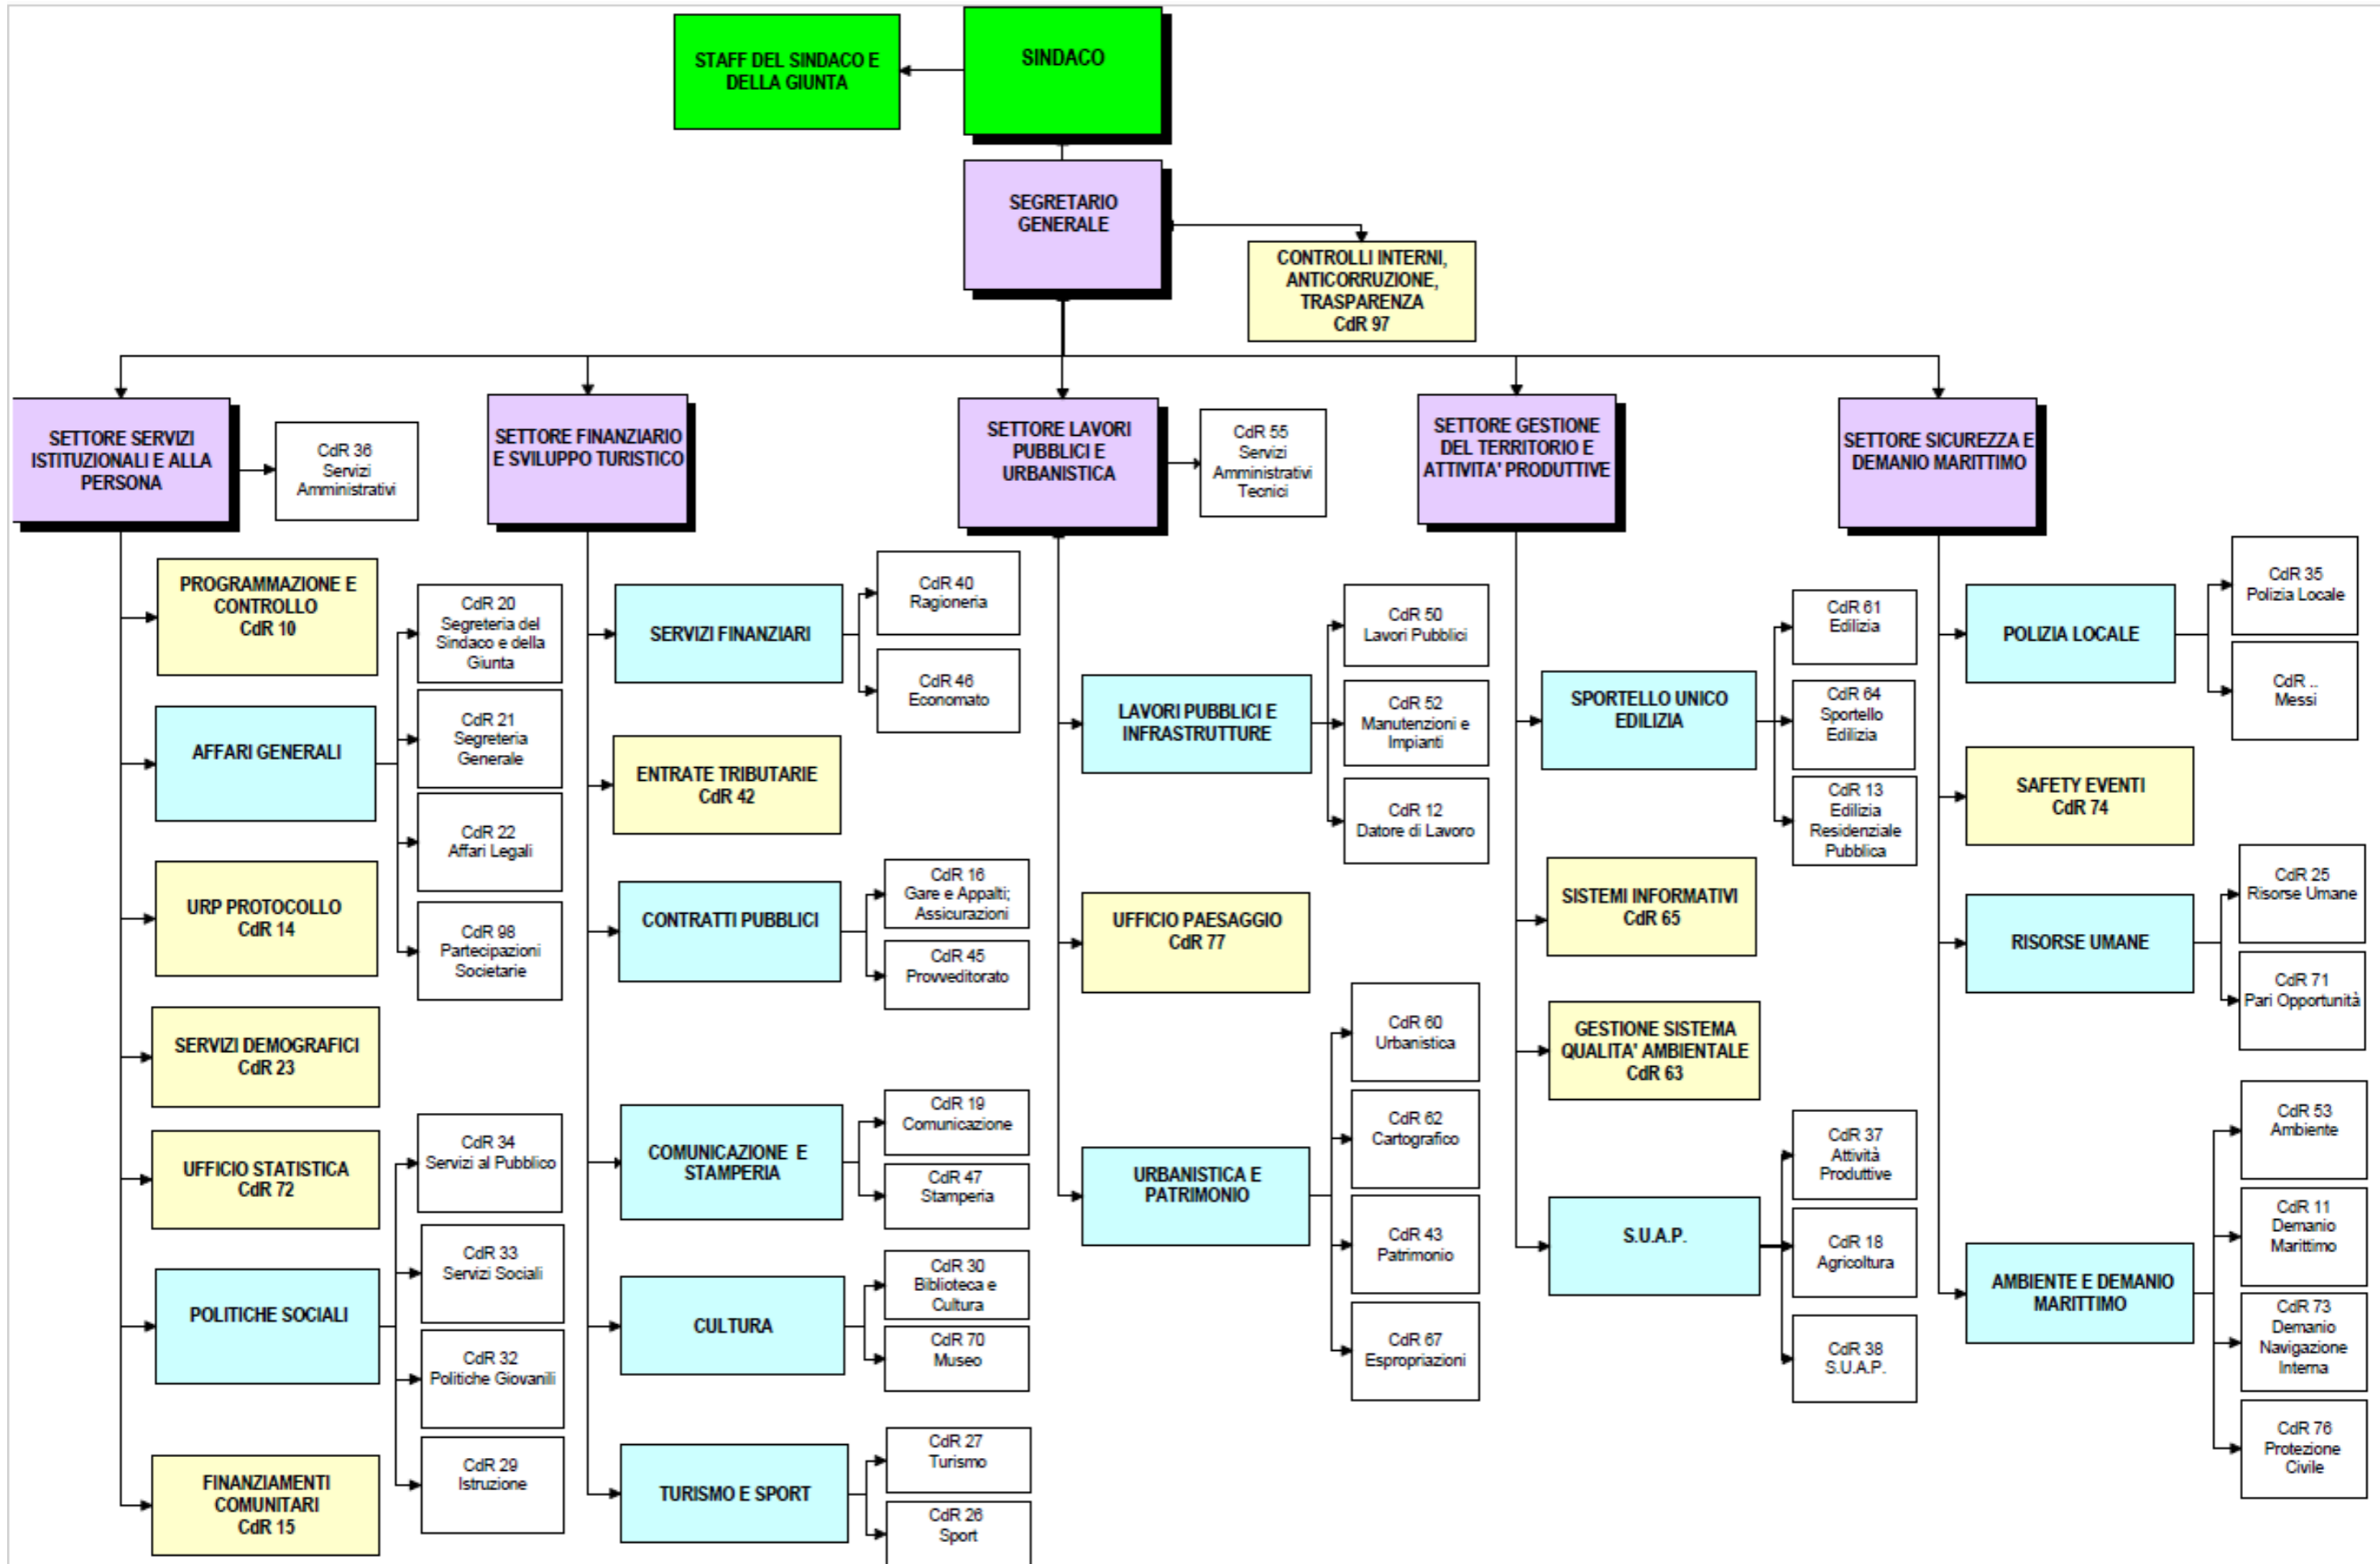 STAFF DEL SINDACO E
DELLA GIUNTA
SINDACO
SEGRETARIO
GENERALE
CONTROLLI INTERNI,
ANTICORRUZIONE,
TRASPARENZA
CdR 97
SETTORE SERVIZI
ISTITUZIONALI E ALLA
PERSONA
CdR 36
Servizi
Amministrativi
PROGRAMMAZIONE E
CONTROLLO
CdR 10
AFFARI GENERALI
CdR 20
Segreteria del
Sindaco e della
Giunta
CdR 21
Segreteria
Generale
CdR 22
Affari Legali
CdR 98
Partecipazioni
Societarie
URP PROTOCOLLO
CdR 14
SERVIZI DEMOGRAFICI
CdR 23
UFFICIO STATISTICA
CdR 72
POLITICHE SOCIALI
CdR 34
Servizi al Pubblico
CdR 33
Servizi Sociali
CdR 32
Politiche Giovanili
CdR 29
Istruzione
FINANZIAMENTI
COMUNITARI
CdR 15
SETTORE FINANZIARIO
E SVILUPPO TURISTICO
SERVIZI FINANZIARI
CdR 40
Ragioneria
CdR 46
Economato
ENTRATE TRIBUTARIE
CdR 42
CONTRATTI PUBBLICI
CdR 16
Gare e Appalti;
Assicurazioni
CdR 45
Provveditorato
COMUNICAZIONE E
STAMPERIA
CdR 19
Comunicazione
CdR 47
Stamperia
CULTURA
CdR 30
Biblioteca e
Cultura
CdR 70
Museo
TURISMO E SPORT
CdR 27
Turismo
CdR 26
Sport
SETTORE LAVORI
PUBBLICI E
URBANISTICA
CdR 55
Servizi
Amministrativi
Tecnici
LAVORI PUBBLICI E
INFRASTRUTTURE
CdR 50
Lavori Pubblici
CdR 52
Manutenzioni e
Impianti
CdR 12
Datore di Lavoro
UFFICIO PAESAGGIO
CdR 77
URBANISTICA E
PATRIMONIO
CdR 60
Urbanistica
CdR 62
Cartografico
CdR 43
Patrimonio
CdR 67
Espropriazioni
SETTORE GESTIONE
DEL TERRITORIO E
ATTIVITA' PRODUTTIVE
SPORTELLO UNICO
EDILIZIA
CdR 61
Edilizia
CdR 64
Sportello
Edilizia
CdR 13
Edilizia
Residenziale
Pubblica
SISTEMI INFORMATIVI
CdR 65
GESTIONE SISTEMA
QUALITA' AMBIENTALE
CdR 63
S.U.A.P.
CdR 37
Attività
Produttive
CdR 18
Agricoltura
CdR 38
S.U.A.P.
SETTORE SICUREZZA E
DEMANIO MARITTIMO
POLIZIA LOCALE
CdR 35
Polizia Locale
CdR ..
Messi
SAFETY EVENTI
CdR 74
RISORSE UMANE
CdR 25
Risorse Umane
CdR 71
Pari Opportunità
AMBIENTE E DEMANIO
MARITTIMO
CdR 53
Ambiente
CdR 11
Demanio
Marittimo
CdR 73
Demanio
Navigazione
Interna
CdR 76
Protezione
Civile